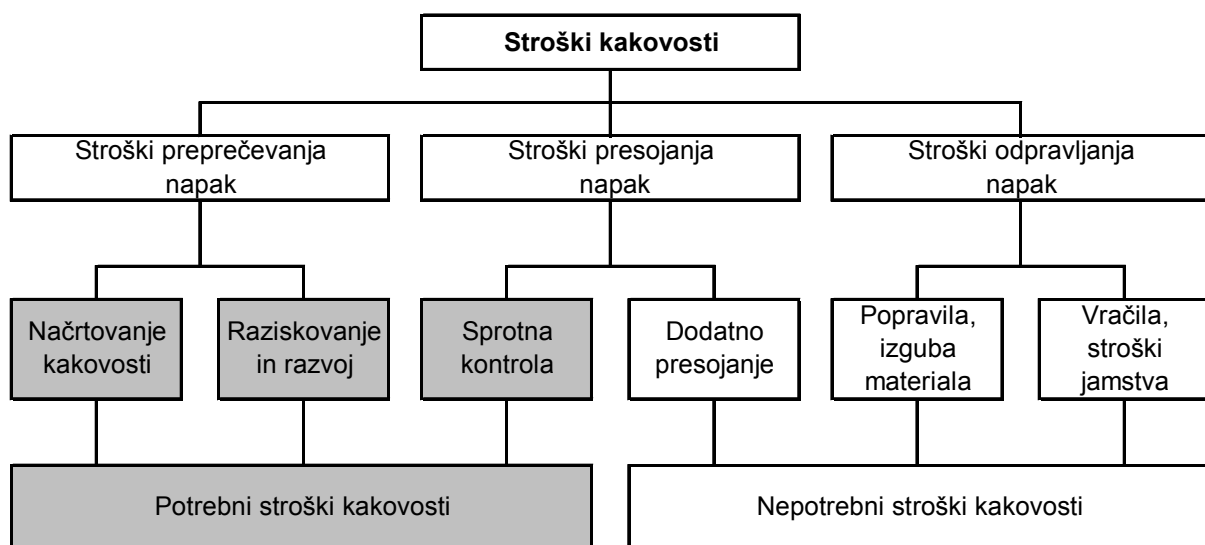 Stroški kakovosti
Stroški preprečevanja
napak
Stroški presojanja
napak
Stroški odpravljanja
napak
Načrtovanje
kakovosti
Raziskovanje
in razvoj
Sprotna
kontrola
Dodatno
presojanje
Popravila,
izguba
materiala
Vračila,
stroški
jamstva
Potrebni stroški kakovosti
Nepotrebni stroški kakovosti